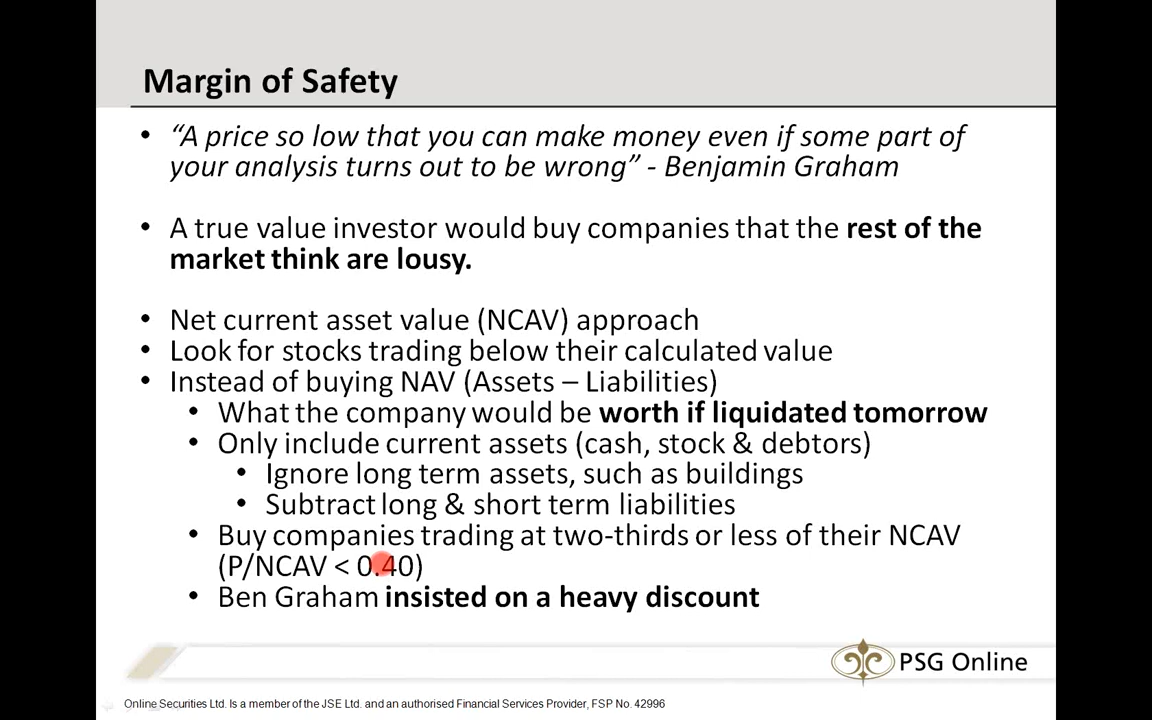 Margin of Safety
• “A price so low that you can make money even if some part of
your analysis turns out to be wrong” - Benjamin Graham
• A true value investor would buy companies that the rest of the
market think are lousy.
• Net current asset value (NCAV) approach
• Look for stocks trading below their calculated value
• Instead of buying NAV (Assets – Liabilities)
• What the company would be worth if liquidated tomorrow
• Only include current assets (cash, stock & debtors)
• Ignore long term assets, such as buildings
• Subtract long & short term liabilities
• Buy companies trading at two-thirds or less of their NCAV
(P/NCAV < 0.40)
• Ben Graham insisted on a heavy discount
PSG Online
Online Securities Ltd. Is a member of the JSE Ltd. and an authorised Financial Services Provider, FSP No. 42996